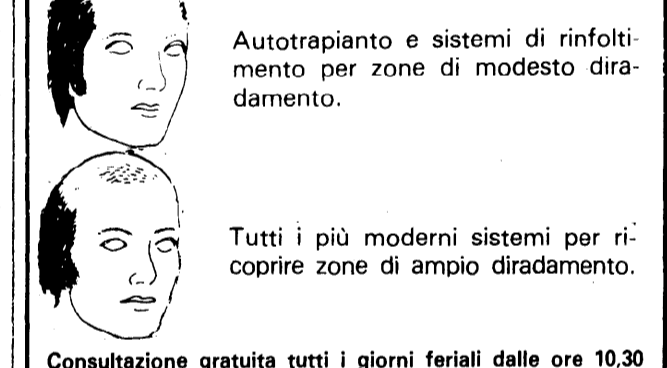 Autotrapianto e sistemi di rinfolti-
mento per zone di modesto dira-
damento.
Tutti i più moderni sistemi per ri-
coprire zone di ampio diradamento.
Consultazione gratuita tutti i giorni feriali dalle ore 10,30